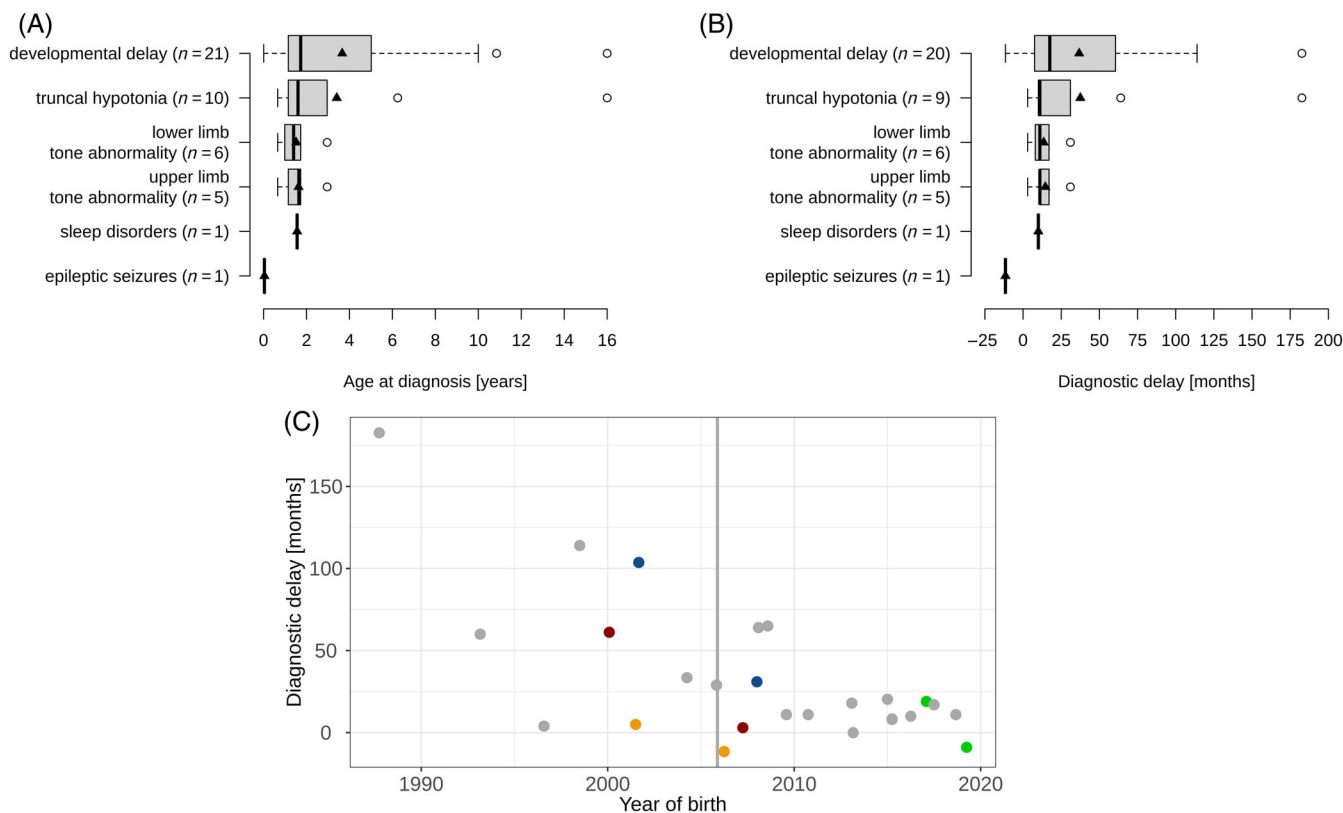 (A)
developmental delay (n = 21)
truncal hypotonia (n = 10)
lower limb
tone abnormality (n = 6)
upper limb
tone abnormality (n = 5)
sleep disorders (n = 1)
epileptic seizures (n = 1)
0 2 4 6 8 10 12 14 16
Age at diagnosis [years]
(B)
developmental delay (n = 20)
truncal hypotonia (n = 9)
lower limb
tone abnormality (n = 6)
upper limb
tone abnormality (n = 5)
sleep disorders (n = 1)
epileptic seizures (n = 1)
−25 0 25 50 75 100 125 150 175 200
Diagnostic delay [months]
(C)
Diagnostic delay [months]
150
100
50
0
1990 2000 2010 2020
Year of birth